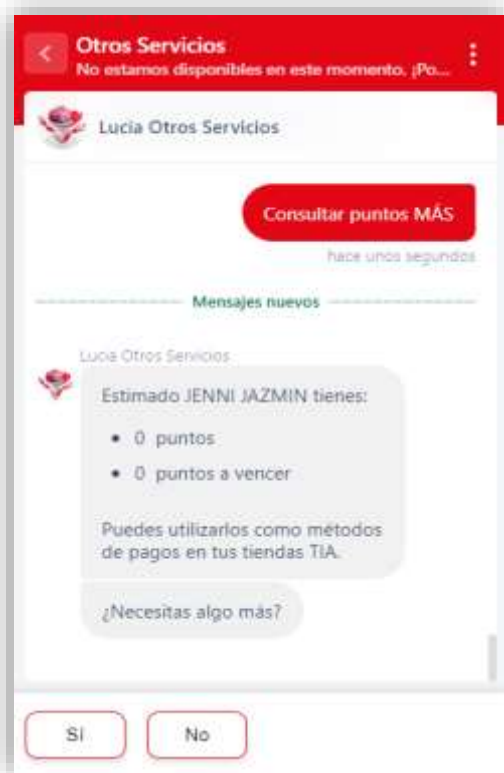 Otros Servicios
No estamos disponibles en este momento. ¡Po...
Lucia Otros Servicios
Consultar puntos MÁS
hace unos segundos
Mensajes nuevos
Lucia Otros Servicios
Estimado JENNI JAZMIN tienes:
• 0 puntos
• 0 puntos a vencer
Puedes utilizarlos como métodos
de pagos en tus tiendas TIA.
¿Necesitas algo más?
Sí
No